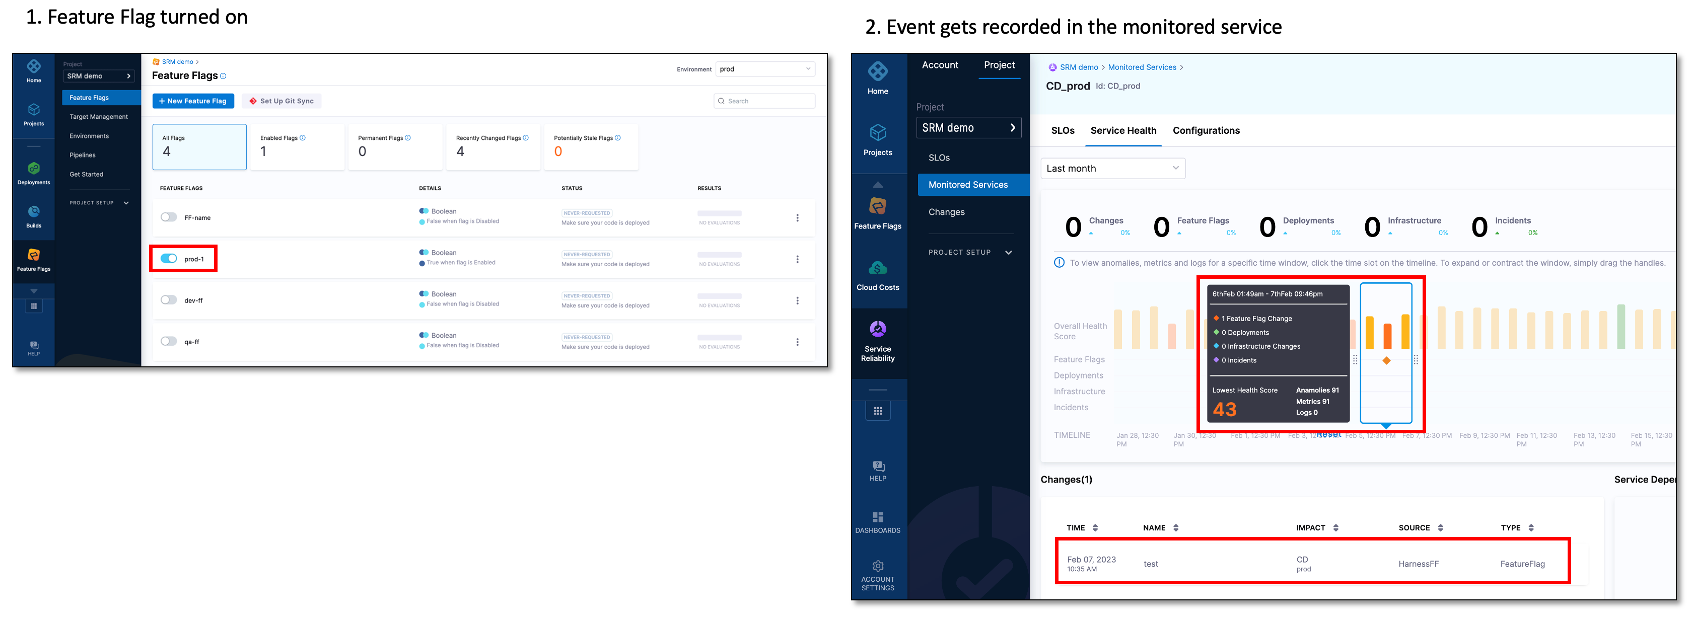 1. Feature Flag turned on
Home
Projects
Deployments
Builds
Feature Flags
HELP
Project
SRM demo
Feature Flags
Target Management
Environments
Pipelines
Get Started
PROJECT SETUP
SRM demo >
Feature Flags
Environment prod
+ New Feature Flag Set Up Git Sync
Search
All Flags Enabled Flags Permanent Flags Recently Changed Flags Potentially Stale Flags
4 1 0 4 0
FEATURE FLAGS DETAILS STATUS RESULTS
FF-name
Boolean
False when flag is Disabled
NEVER-REQUESTED
Make sure your code is deployed
NO EVALUATIONS
prod-1
Boolean
True when flag is Enabled
NEVER-REQUESTED
Make sure your code is deployed
NO EVALUATIONS
dev-ff
Boolean
False when flag is Disabled
NEVER-REQUESTED
Make sure your code is deployed
NO EVALUATIONS
qa-ff
Boolean
False when flag is Disabled
NEVER-REQUESTED
Make sure your code is deployed
NO EVALUATIONS
2. Event gets recorded in the monitored service
Home
Projects
Feature Flags
Cloud Costs
Service
Reliability
HELP
DASHBOARDS
ACCOUNT
SETTINGS
Account Project
Project
SRM demo
SLOs
Monitored Services
Changes
PROJECT SETUP
SRM demo > Monitored Services >
CD_prod Id: CD_prod
SLOs Service Health Configurations
Last month
0 Changes 0%
0 Feature Flags 0%
0 Deployments 0%
0 Infrastructure 0%
0 Incidents 0%
To view anomalies, metrics and logs for a specific time window, click the time slot on the timeline. To expand or contract the window, simply drag the handles.
6thFeb 01:49am - 7thFeb 09:46pm
1 Feature Flag Change
0 Deployments
0 Infrastructure Changes
0 Incidents
Lowest Health Score
43
Anamolies 91
Metrics 91
Logs 0
Overall Health
Score
Feature Flags
Deployments
Infrastructure
Incidents
Reset
TIMELINE
Jan 28, 12:30
PM
Jan 30, 12:30
PM
Feb 1, 12:30 PM
Feb 3, 12
Feb 5, 12:30 PM
Feb 7, 12:30 PM
Feb 9, 12:30 PM
Feb 11, 12:30
PM
Feb 13, 12:30
PM
Feb 15, 12:30
PM
Changes(1)
Service Depe
TIME NAME IMPACT SOURCE TYPE
Feb 07, 2023
10:35 AM
test
CD
prod
HarnessFF
FeatureFlag